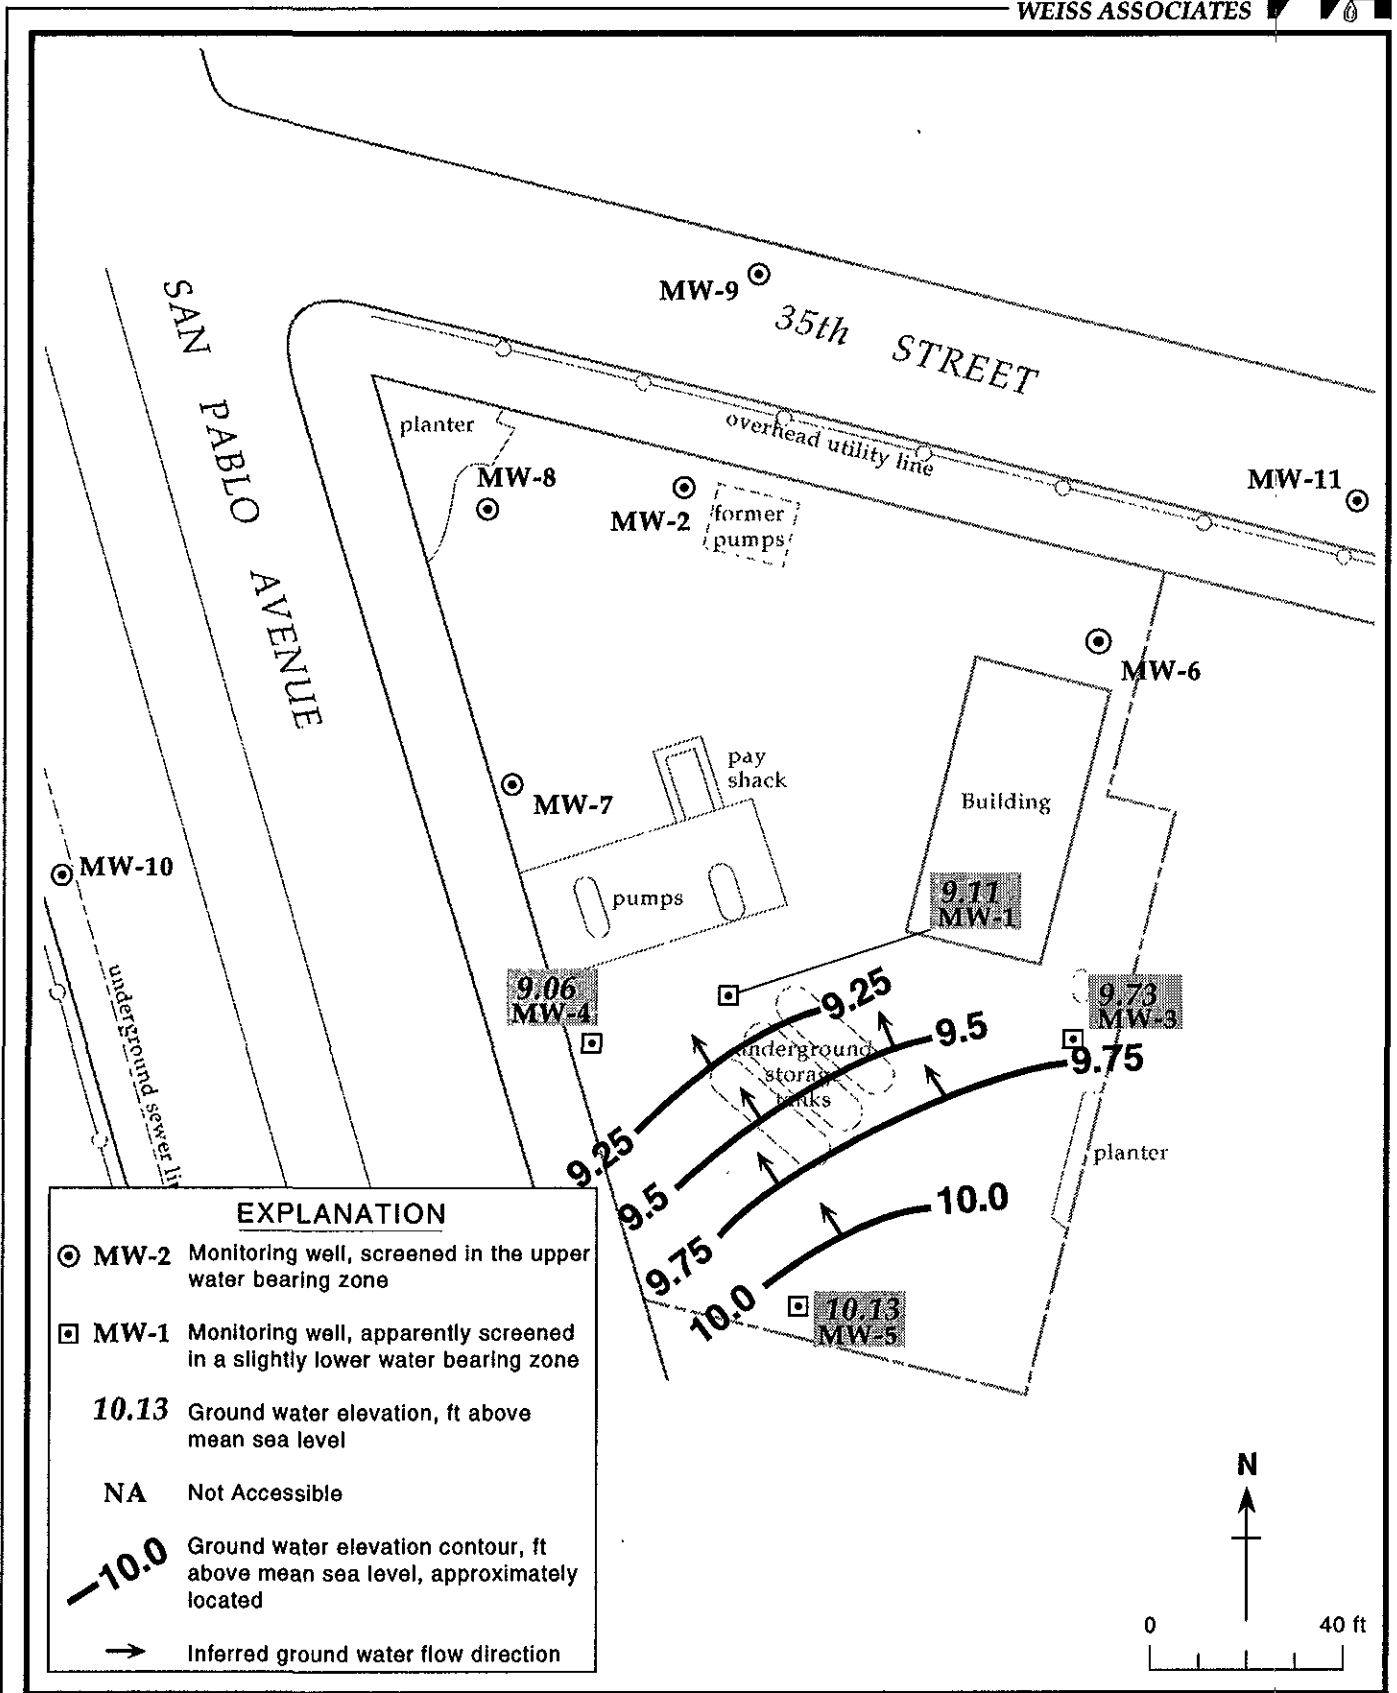 WEISS ASSOCIATES
MW-9
35th STREET
SAN PABLO AVENUE
planter
overhead utility line
MW-8
MW-2
former
pumps
MW-11
MW-6
pay
shack
MW-7
Building
MW-10
pumps
9.11
MW-1
9.06
MW-4
9.25
9.73
MW-3
9.5
underground
storage
tanks
9.75
underground sewer li
9.25
planter
9.5
10.0
9.75
10.0
10.13
MW-5
EXPLANATION
MW-2 Monitoring well, screened in the upper
water bearing zone
MW-1 Monitoring well, apparently screened
in a slightly lower water bearing zone
10.13 Ground water elevation, ft above
mean sea level
NA Not Accessible
10.0 Ground water elevation contour, ft
above mean sea level, approximately
located
Inferred ground water flow direction
N
0 40 ft